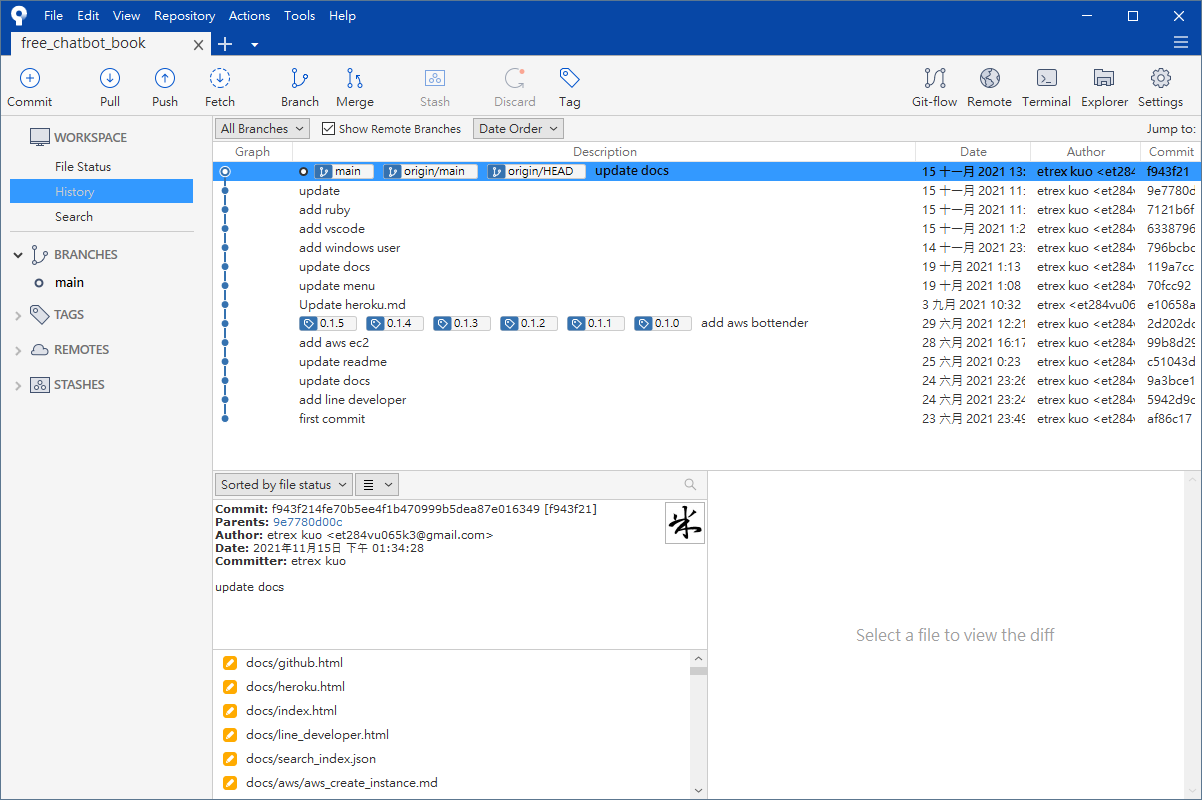 File Edit View Repository Actions Tools Help
free_chatbot_book
Commit Pull Push Fetch Branch Merge Stash Discard Tag Git-flow Remote Terminal Explorer Settings
WORKSPACE
File Status
History
Search
BRANCHES
main
TAGS
REMOTES
STASHES
All Branches Show Remote Branches Date Order Jump to:
Graph Description Date Author Commit
main origin/main origin/HEAD update docs 15 十一月 2021 13: etrex kuo <et284 f943f21
update 15 十一月 2021 11: etrex kuo <et284v 9e7780d
add ruby 15 十一月 2021 11: etrex kuo <et284v 7121b6f
add vscode 15 十一月 2021 1:2 etrex kuo <et284v 6338796
add windows user 14 十一月 2021 23: etrex kuo <et284v 796bcbc
update docs 19 十月 2021 1:13 etrex kuo <et284v 119a7cc
update menu 19 十月 2021 1:08 etrex kuo <et284v 70fcc92
Update heroku.md 3 九月 2021 10:32 etrex <et284vu06 e10658a
0.1.5 0.1.4 0.1.3 0.1.2 0.1.1 0.1.0 add aws bottender 29 六月 2021 12:21 etrex kuo <et284v 2d202dc
add aws ec2 28 六月 2021 16:17 etrex kuo <et284v 99b8d29
update readme 25 六月 2021 0:23 etrex kuo <et284v c51043d
update docs 24 六月 2021 23:26 etrex kuo <et284v 9a3bce1
add line developer 24 六月 2021 23:24 etrex kuo <et284v 5942d9c
first commit 23 六月 2021 23:49 etrex kuo <et284v af86c17
Sorted by file status
Commit: f943f214fe70b5ee4f1b470999b5dea87e016349 [f943f21]
Parents: 9e7780d00c
Author: etrex kuo <et284vu065k3@gmail.com>
Date: 2021年11月15日 下午 01:34:28
Committer: etrex kuo
update docs
米
docs/github.html
docs/heroku.html
docs/index.html
docs/line_developer.html
docs/search_index.json
docs/aws/aws_create_instance.md
Select a file to view the diff